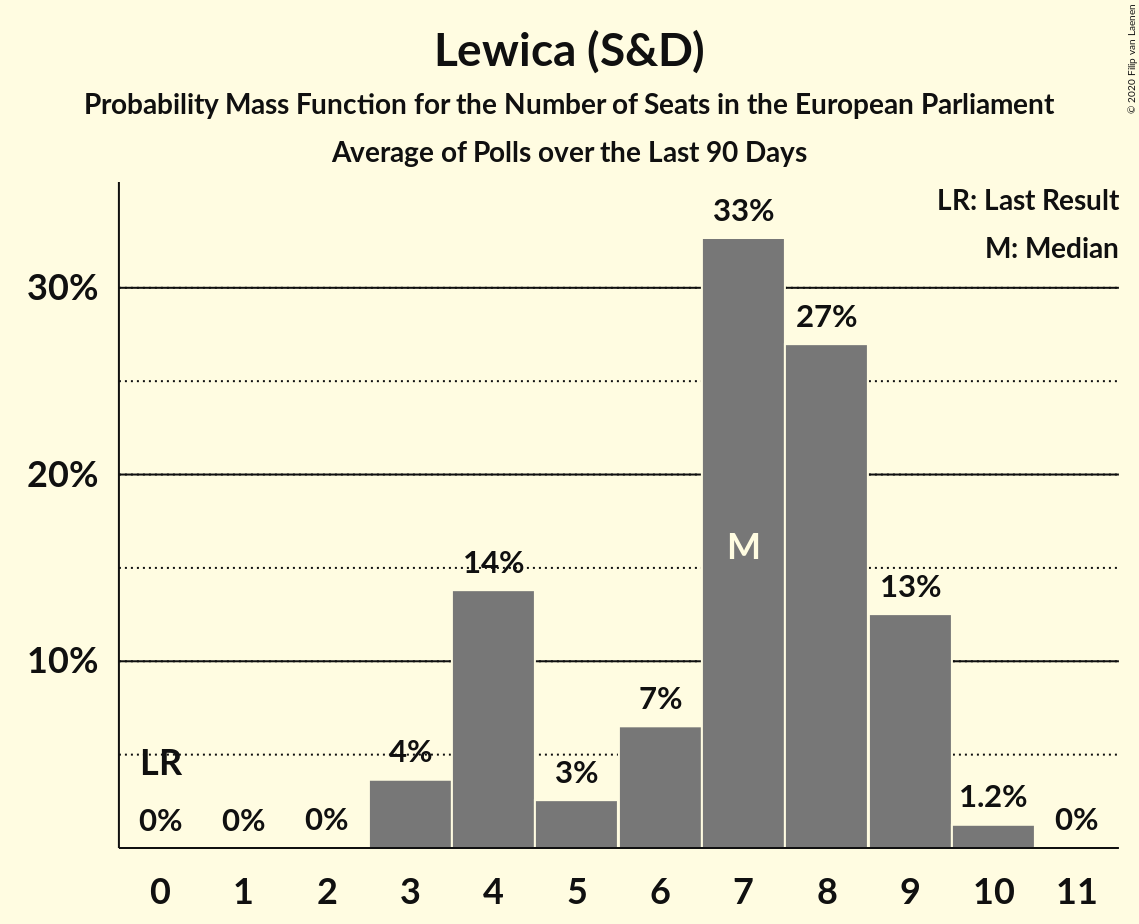 Lewica (S&D)
Probability Mass Function for the Number of Seats in the European Parliament
Average of Polls over the Last 90 Days
© 2020 Filip van Laenen
LR: Last Result
M: Median
30%
20%
10%
LR
0%
0%
0%
4%
14%
3%
7%
33%
M
27%
13%
1.2%
0%
0 1 2 3 4 5 6 7 8 9 10 11